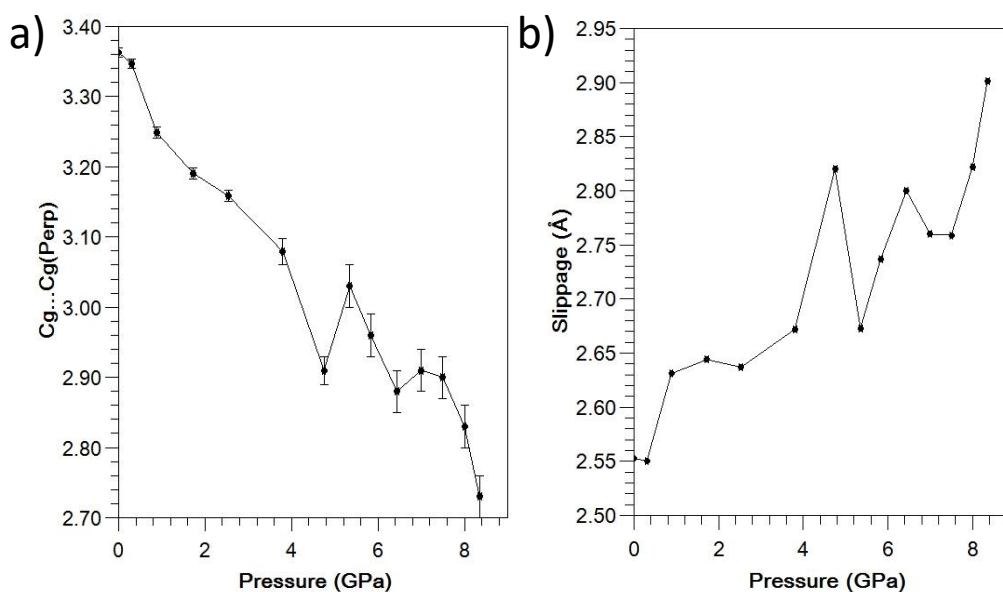 a)
3.40
3.30
3.20
3.10
3.00
2.90
2.80
2.70
Cg...Cg(Perp)
0 2 4 6 8
Pressure (GPa)
b)
2.95
2.90
2.85
2.80
2.75
2.70
2.65
2.60
2.55
2.50
Slippage (Å)
0 2 4 6 8
Pressure (GPa)